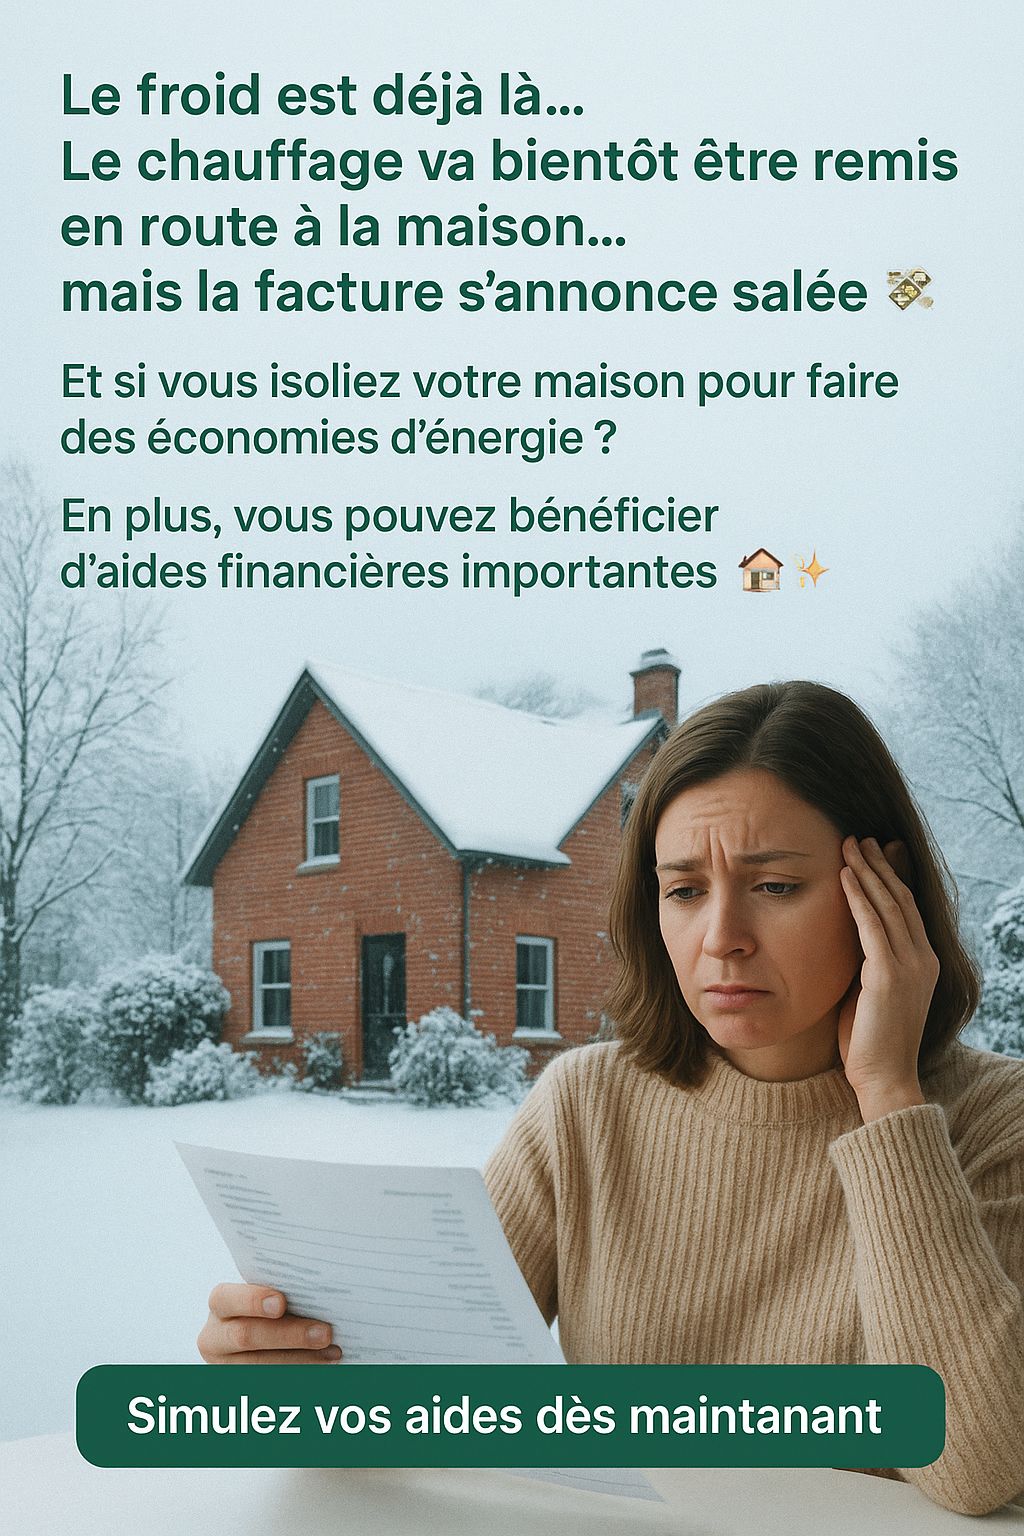 Le froid est déjà là...
Le chauffage va bientôt être remis
en route à la maison...
mais la facture s’annonce salée 💸
Et si vous isoliez votre maison pour faire
des économies d’énergie ?
En plus, vous pouvez bénéficier
d’aides financières importantes 🏠✨
Simulez vos aides dès maintanant